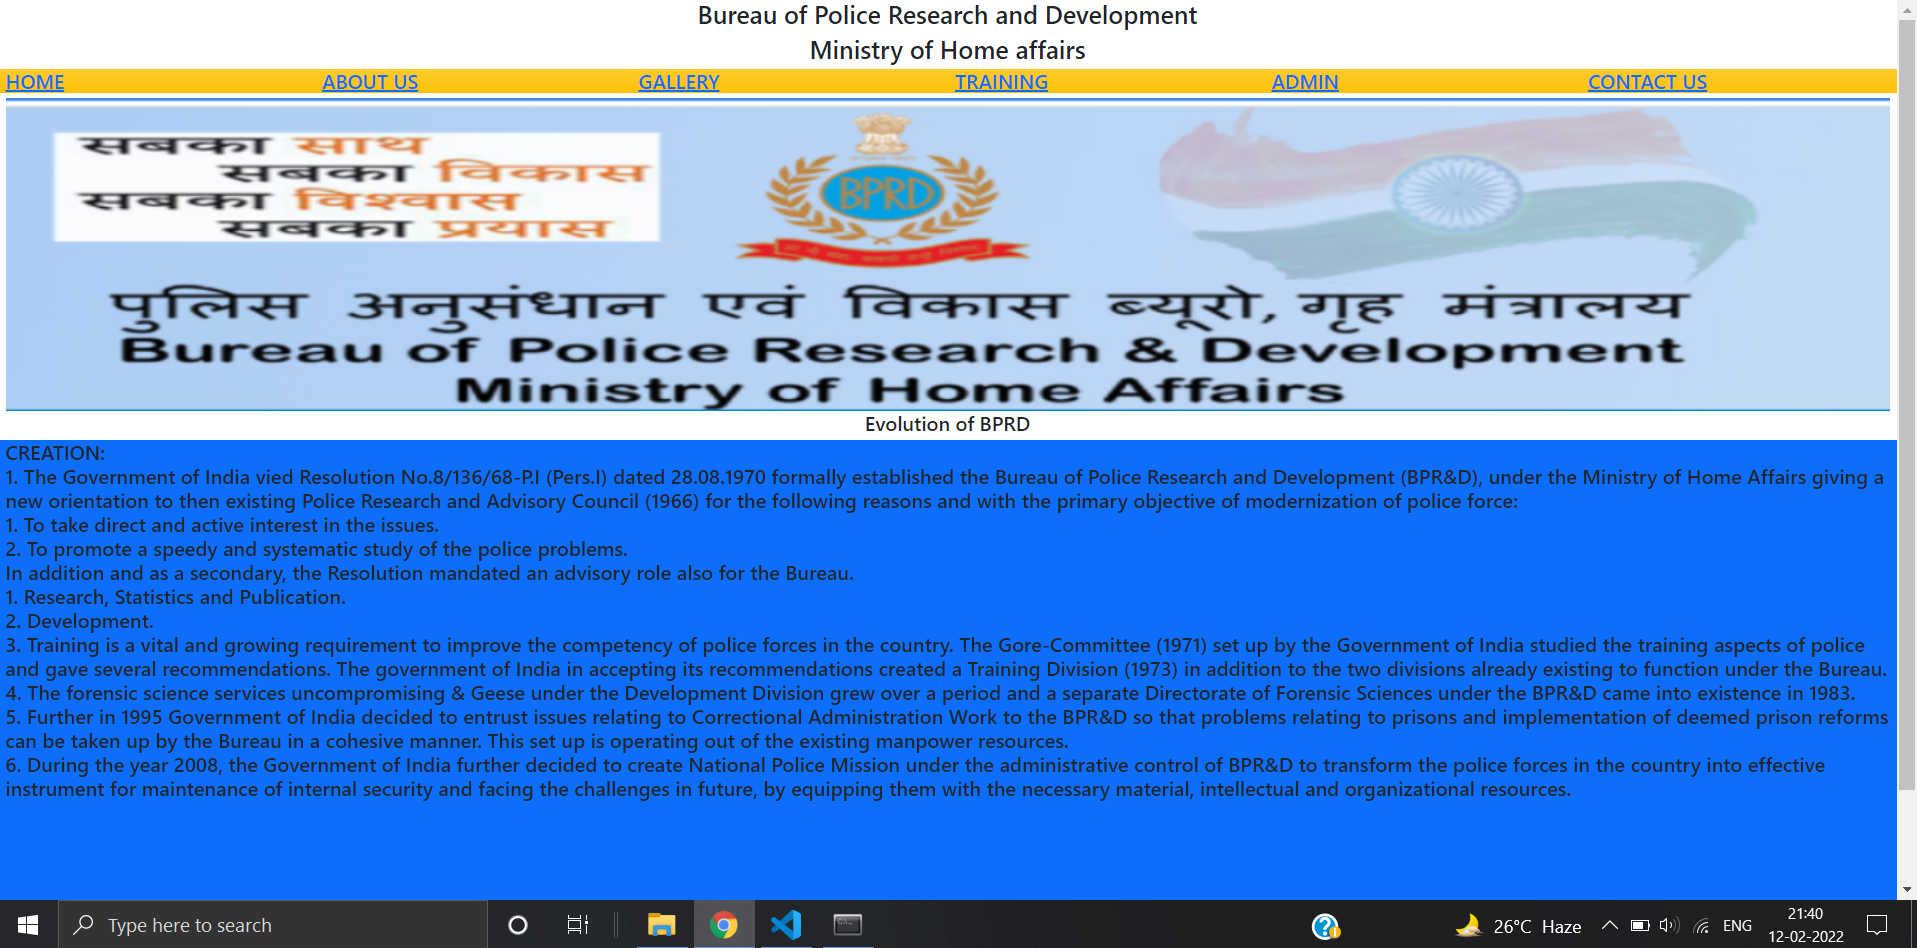 Bureau of Police Research and Development
Ministry of Home affairs
HOME ABOUT US GALLERY TRAINING ADMIN CONTACT US
सबका साथ
सबका विकास
सबका विश्वास
सबका प्रयास
BPRD
पुलिस अनुसंधान एवं विकास ब्यूरो, गृह मंत्रालय
Bureau of Police Research & Development
Ministry of Home Affairs
Evolution of BPRD
CREATION:
1. The Government of India vied Resolution No.8/136/68-P.I (Pers.I) dated 28.08.1970 formally established the Bureau of Police Research and Development (BPR&D), under the Ministry of Home Affairs giving a
new orientation to then existing Police Research and Advisory Council (1966) for the following reasons and with the primary objective of modernization of police force:
1. To take direct and active interest in the issues.
2. To promote a speedy and systematic study of the police problems.
In addition and as a secondary, the Resolution mandated an advisory role also for the Bureau.
1. Research, Statistics and Publication.
2. Development.
3. Training is a vital and growing requirement to improve the competency of police forces in the country. The Gore-Committee (1971) set up by the Government of India studied the training aspects of police
and gave several recommendations. The government of India in accepting its recommendations created a Training Division (1973) in addition to the two divisions already existing to function under the Bureau.
4. The forensic science services uncompromising & Geese under the Development Division grew over a period and a separate Directorate of Forensic Sciences under the BPR&D came into existence in 1983.
5. Further in 1995 Government of India decided to entrust issues relating to Correctional Administration Work to the BPR&D so that problems relating to prisons and implementation of deemed prison reforms
can be taken up by the Bureau in a cohesive manner. This set up is operating out of the existing manpower resources.
6. During the year 2008, the Government of India further decided to create National Police Mission under the administrative control of BPR&D to transform the police forces in the country into effective
instrument for maintenance of internal security and facing the challenges in future, by equipping them with the necessary material, intellectual and organizational resources.
Type here to search
26°C Haze
ENG
21:40
12-02-2022